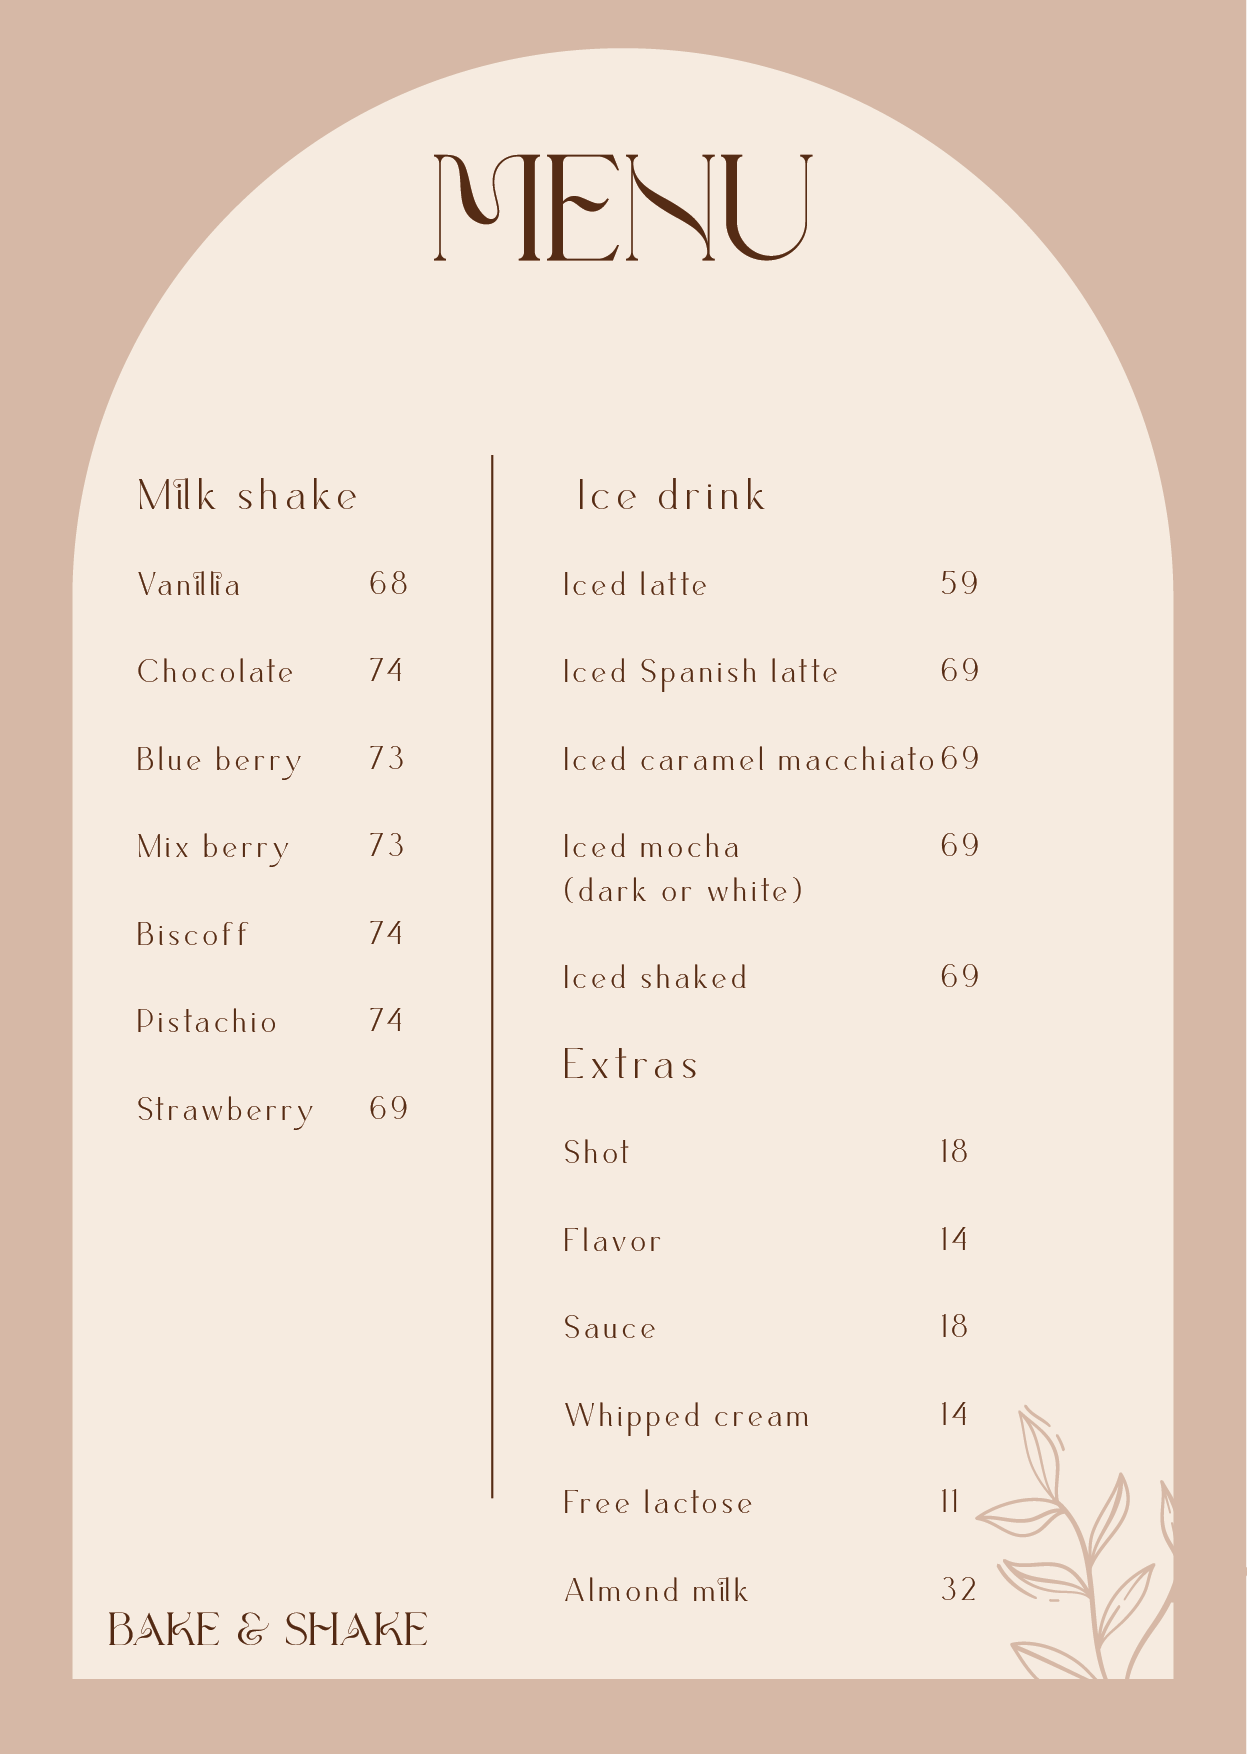 MENU
Milk shake
Vanillia 68
Chocolate 74
Blue berry 73
Mix berry 73
Biscoff 74
Pistachio 74
Strawberry 69
Ice drink
Iced latte 59
Iced Spanish latte 69
Iced caramel macchiato 69
Iced mocha 69
(dark or white)
Iced shaked 69
Extras
Shot 18
Flavor 14
Sauce 18
Whipped cream 14
Free lactose 11
Almond milk 32
BAKE & SHAKE